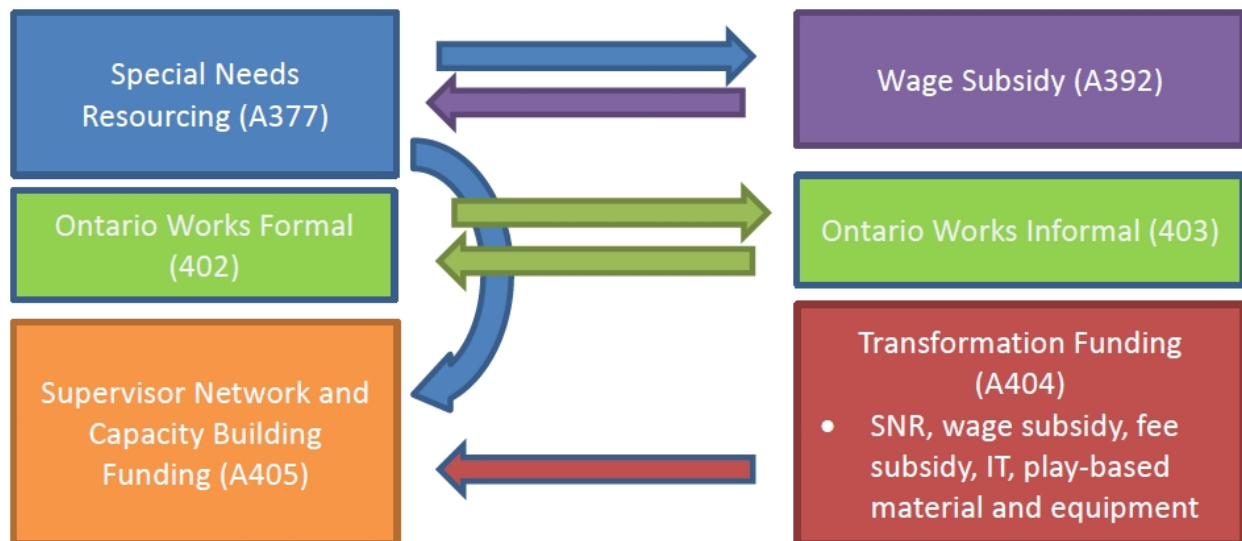 Special Needs
Resourcing (A377)
Wage Subsidy (A392)
Ontario Works Formal
(402)
Ontario Works Informal (403)
Supervisor Network and
Capacity Building
Funding (A405)
Transformation Funding
(A404)
• SNR, wage subsidy, fee
subsidy, IT, play-based
material and equipment